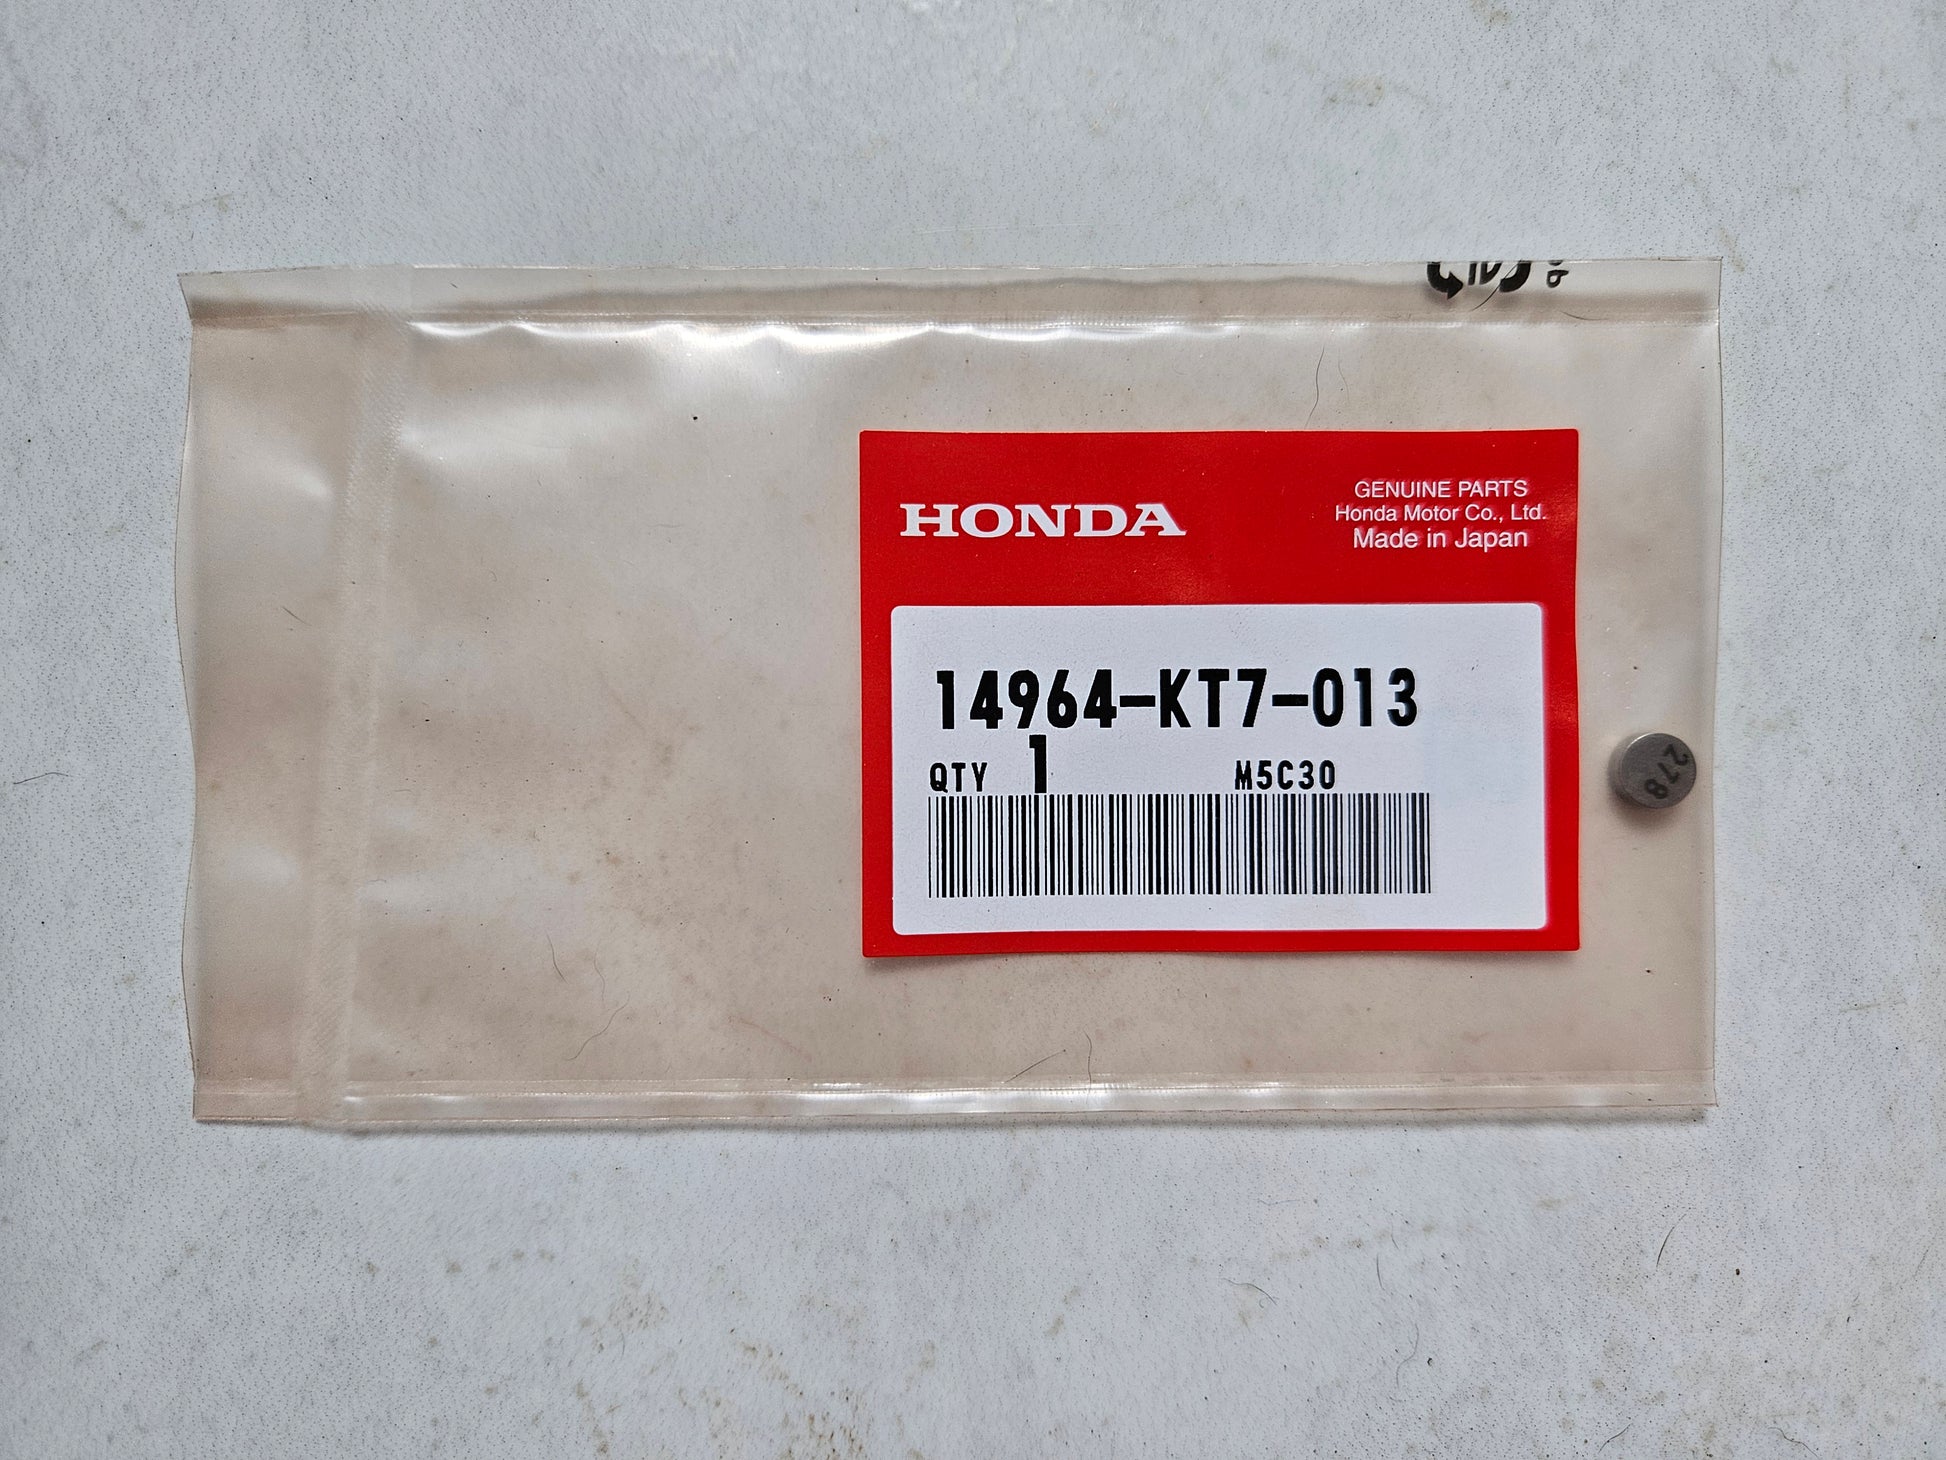 HONDA
GENUINE PARTS
Honda Motor Co., Ltd.
Made in Japan
14964-KT7-013
QTY 1 M5C30
278